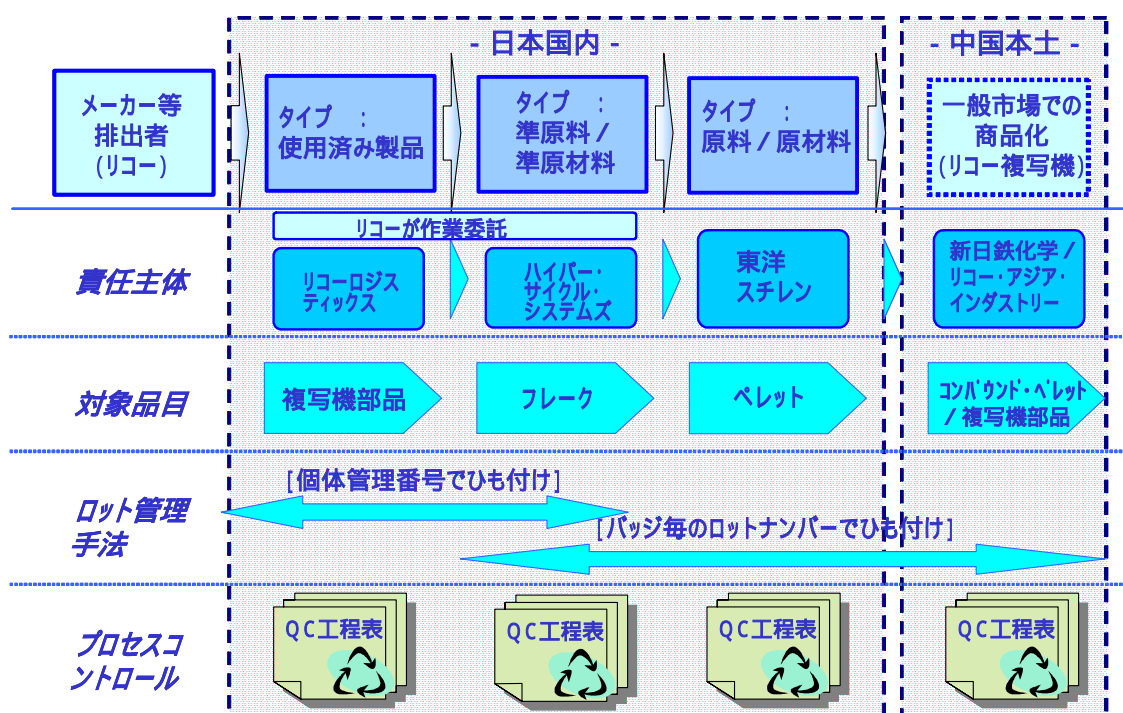 - 日本国内 -
- 中国本土 -
メーカー等
排出者
(リコー)
タイプ :
使用済み製品
タイプ :
準原料 /
準原材料
タイプ :
原料 / 原材料
一般市場での
商品化
(リコー複写機)
リコーが作業委託
責任主体
リコーロジス
ティックス
ハイパー・
サイクル・
システムズ
東洋
スチレン
新日鉄化学 /
リコー・アジア・
インダストリー
対象品目
複写機部品
フレーク
ペレット
コンパウンド・ペレット
/ 複写機部品
ロット管理
手法
[個体管理番号でひも付け]
[バッジ毎のロットナンバーでひも付け]
プロセスコ
ントロール
QC工程表
QC工程表
QC工程表
QC工程表